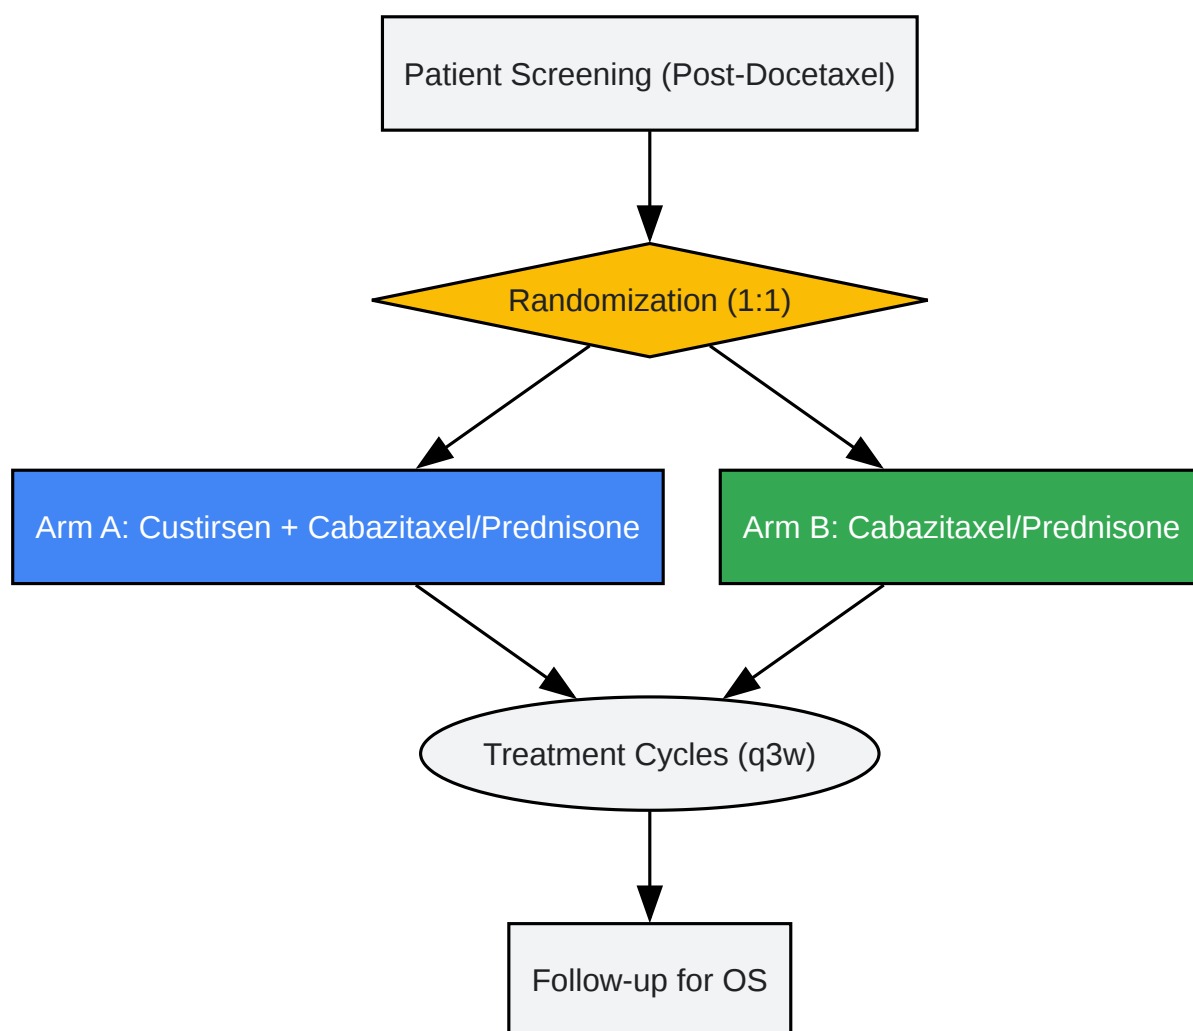 Patient Screening (Post-Docetaxel)
Randomization (1:1)
Arm A: Custirsen + Cabazitaxel/Prednisone
Arm B: Cabazitaxel/Prednisone
Treatment Cycles (q3w)
Follow-up for OS